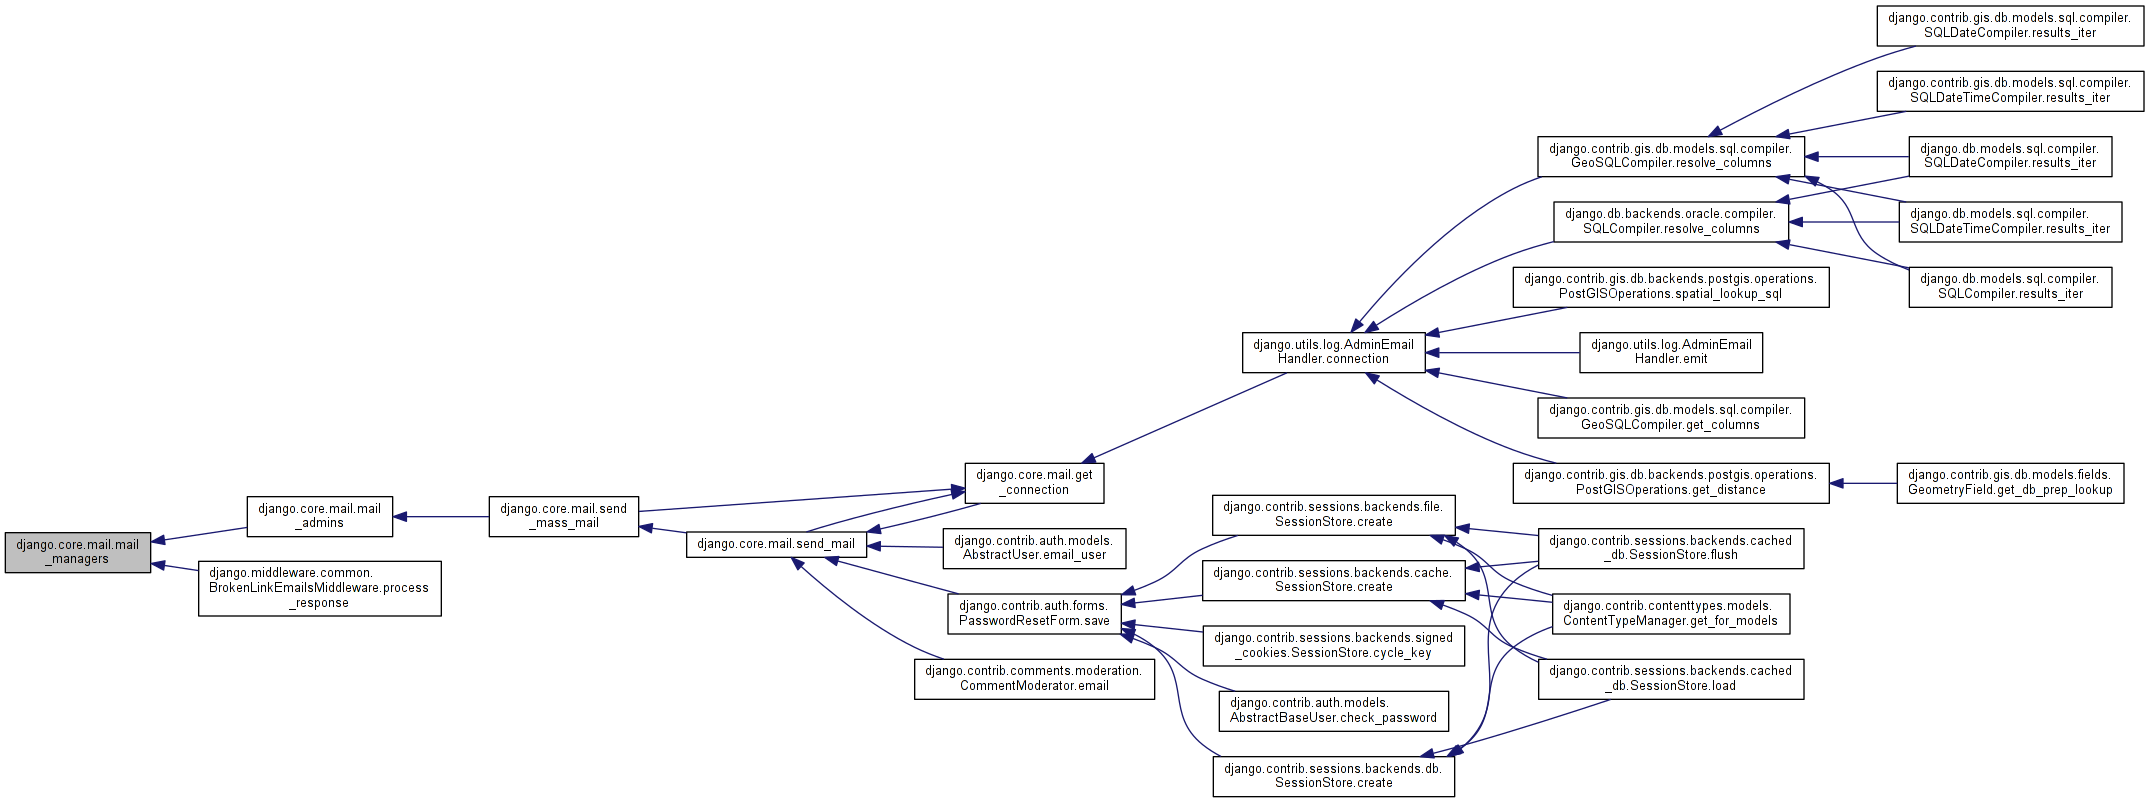 django.contrib.gis.db.models.sql.compiler.
SQLDateCompiler.results_iter
django.contrib.gis.db.models.sql.compiler.
SQLDateTimeCompiler.results_iter
django.contrib.gis.db.models.sql.compiler.
GeoSQLCompiler.resolve_columns
django.db.models.sql.compiler.
SQLDateCompiler.results_iter
django.db.backends.oracle.compiler.
SQLCompiler.resolve_columns
django.db.models.sql.compiler.
SQLDateTimeCompiler.results_iter
django.contrib.gis.db.backends.postgis.operations.
PostGISOperations.spatial_lookup_sql
django.db.models.sql.compiler.
SQLCompiler.results_iter
django.utils.log.AdminEmail
Handler.connection
django.utils.log.AdminEmail
Handler.emit
django.contrib.gis.db.models.sql.compiler.
GeoSQLCompiler.get_columns
django.core.mail.get
_connection
django.contrib.gis.db.backends.postgis.operations.
PostGISOperations.get_distance
django.contrib.gis.db.models.fields.
GeometryField.get_db_prep_lookup
django.core.mail.mail
_managers
django.core.mail.mail
_admins
django.middleware.common.
BrokenLinkEmailsMiddleware.process
_response
django.core.mail.send
_mass_mail
django.core.mail.send_mail
django.contrib.auth.models.
AbstractUser.email_user
django.contrib.auth.forms.
PasswordResetForm.save
django.contrib.comments.moderation.
CommentModerator.email
django.contrib.sessions.backends.file.
SessionStore.create
django.contrib.sessions.backends.cache.
SessionStore.create
django.contrib.sessions.backends.signed
_cookies.SessionStore.cycle_key
django.contrib.auth.models.
AbstractBaseUser.check_password
django.contrib.sessions.backends.db.
SessionStore.create
django.contrib.sessions.backends.cached
_db.SessionStore.flush
django.contrib.contenttypes.models.
ContentTypeManager.get_for_models
django.contrib.sessions.backends.cached
_db.SessionStore.load